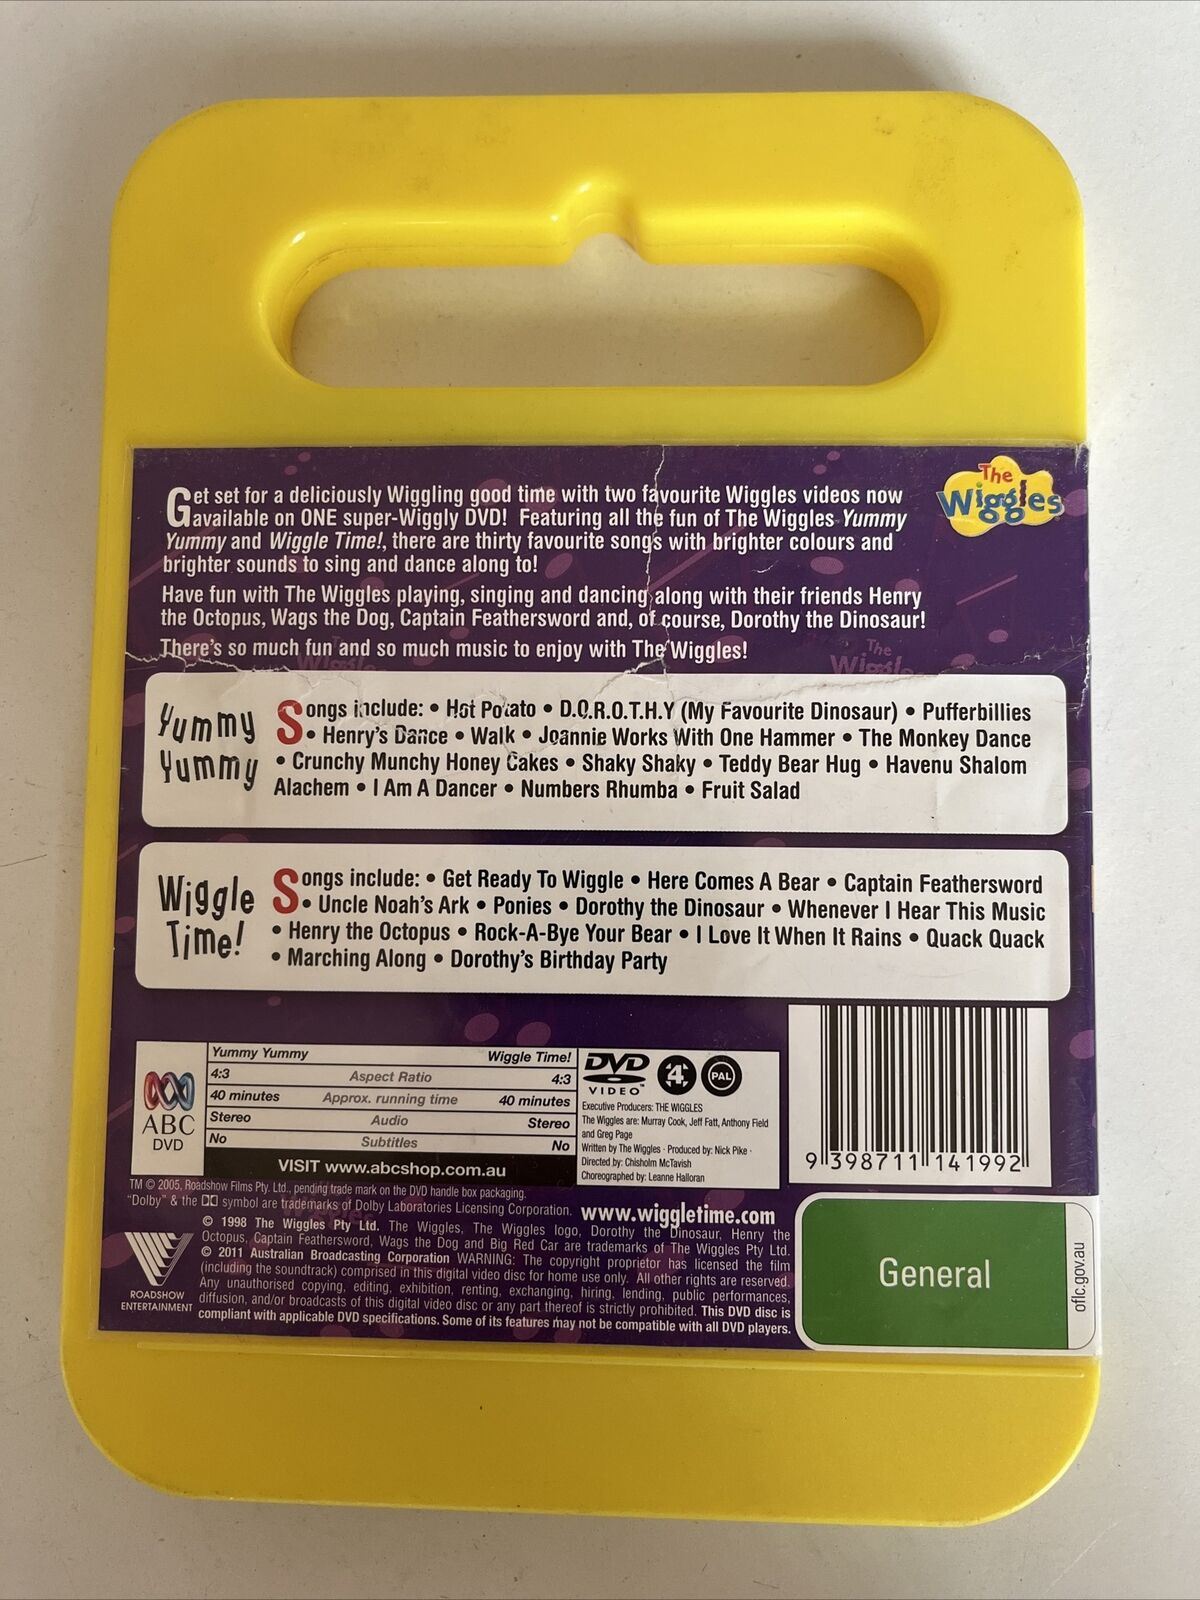 The
Wiggles
Get set for a deliciously Wiggling good time with two favourite Wiggles videos now
available on ONE super-Wiggly DVD! Featuring all the fun of The Wiggles Yummy
Yummy and Wiggle Time!, there are thirty favourite songs with brighter colours and
brighter sounds to sing and dance along to!
Have fun with The Wiggles playing, singing and dancing along with their friends Henry
the Octopus, Wags the Dog, Captain Feathersword and, of course, Dorothy the Dinosaur!
There's so much fun and so much music to enjoy with The Wiggles!
Yummy
Yummy
Songs include: • Hot Potato • D.O.R.O.T.H.Y (My Favourite Dinosaur) • Pufferbillies
• Henry's Dance • Walk • Joannie Works With One Hammer • The Monkey Dance
• Crunchy Munchy Honey Cakes • Shaky Shaky • Teddy Bear Hug • Havenu Shalom
Alachem • I Am A Dancer • Numbers Rhumba • Fruit Salad
Wiggle
Time!
Songs include: • Get Ready To Wiggle • Here Comes A Bear • Captain Feathersword
• Uncle Noah's Ark • Ponies • Dorothy the Dinosaur • Whenever I Hear This Music
• Henry the Octopus • Rock-A-Bye Your Bear • I Love It When It Rains • Quack Quack
• Marching Along • Dorothy's Birthday Party
ABC
DVD
Yummy Yummy Wiggle Time!
4:3 Aspect Ratio 4:3
40 minutes Approx. running time 40 minutes
Stereo Audio Stereo
No Subtitles No
VISIT www.abcshop.com.au
DVD
VIDEO™
4
PAL
Executive Producers: THE WIGGLES
The Wiggles are: Murray Cook, Jeff Fatt, Anthony Field
and Greg Page
Written by The Wiggles · Produced by: Nick Pike ·
Directed by: Chisholm McTavish
Choreographed by: Leanne Halloran
9 398711 141992
TM © 2005. Roadshow Films Pty. Ltd., pending trade mark on the DVD handle box packaging.
"Dolby" & the DD symbol are trademarks of Dolby Laboratories Licensing Corporation.
www.wiggletime.com
© 1998 The Wiggles Pty Ltd. The Wiggles, The Wiggles logo, Dorothy the Dinosaur, Henry the
Octopus, Captain Feathersword, Wags the Dog and Big Red Car are trademarks of The Wiggles Pty Ltd.
© 2011 Australian Broadcasting Corporation WARNING: The copyright proprietor has licensed the film
(including the soundtrack) comprised in this digital video disc for home use only. All other rights are reserved.
Any unauthorised copying, editing, exhibition, renting, exchanging, hiring, lending, public performances,
diffusion, and/or broadcasts of this digital video disc or any part thereof is strictly prohibited. This DVD disc is
compliant with applicable DVD specifications. Some of its features may not be compatible with all DVD players.
ROADSHOW
ENTERTAINMENT
General
oflc.gov.au